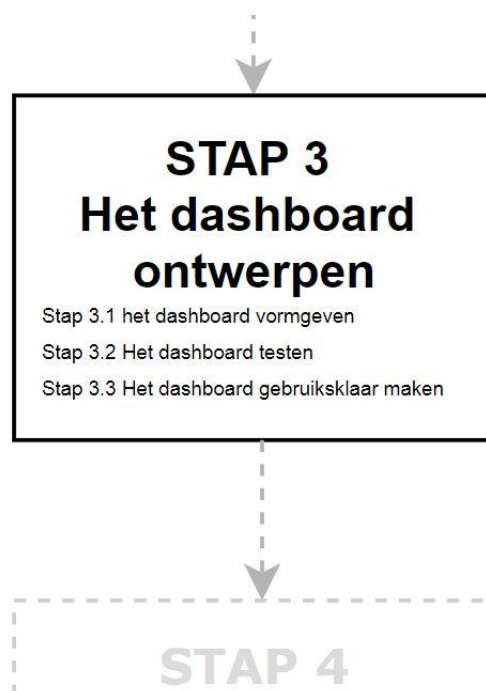 STAP 3
Het dashboard
ontwerpen
Stap 3.1 het dashboard vormgeven
Stap 3.2 Het dashboard testen
Stap 3.3 Het dashboard gebruiksklaar maken
STAP 4